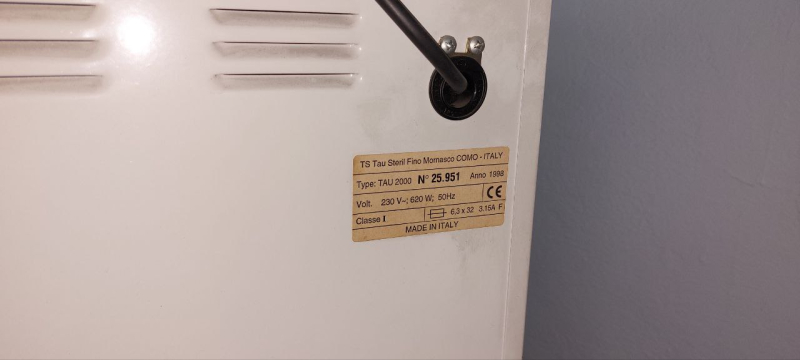 TS Tau Steril Fino Mornasco COMO - ITALY
Type: TAU 2000 N° 25.951 Anno 1998
Volt. 230 V~; 620 W; 50Hz CE
Classe I 6,3 x 32 3.15A F
MADE IN ITALY